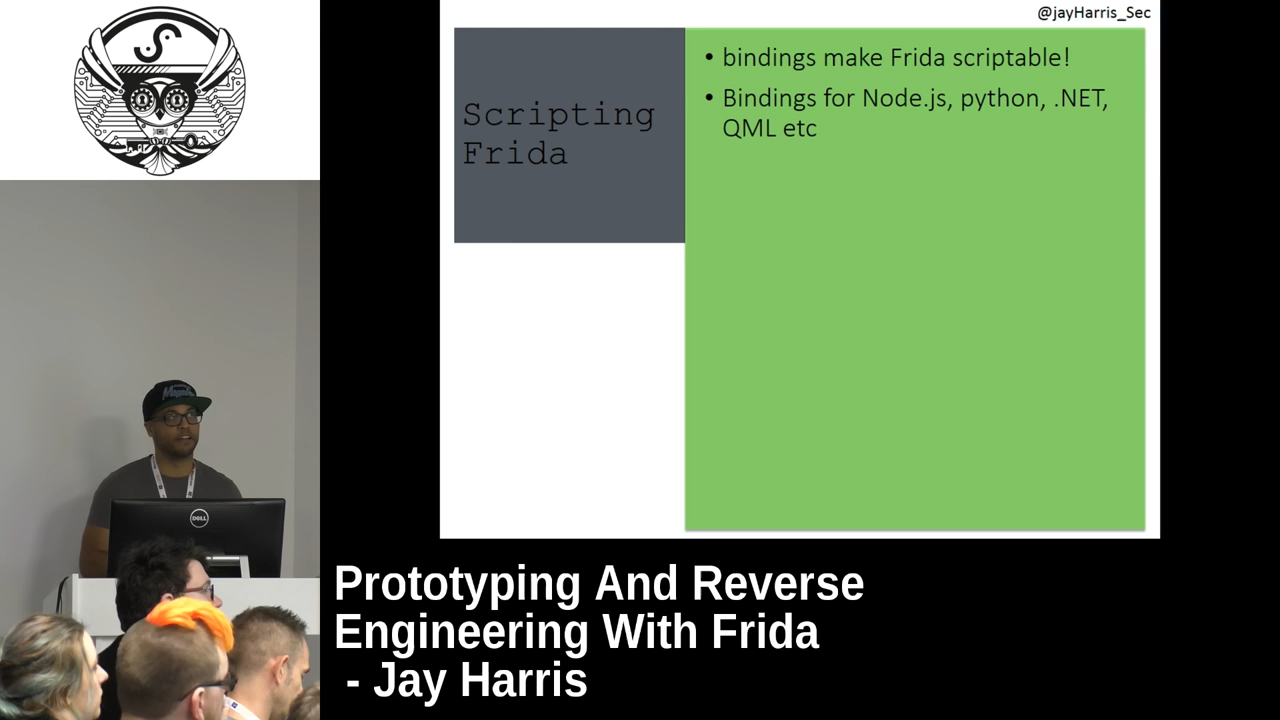 @jayHarris_Sec
Scripting
Frida
• bindings make Frida scriptable!
• Bindings for Node.js, python, .NET,
QML etc
DELL
Prototyping And Reverse
Engineering With Frida
- Jay Harris